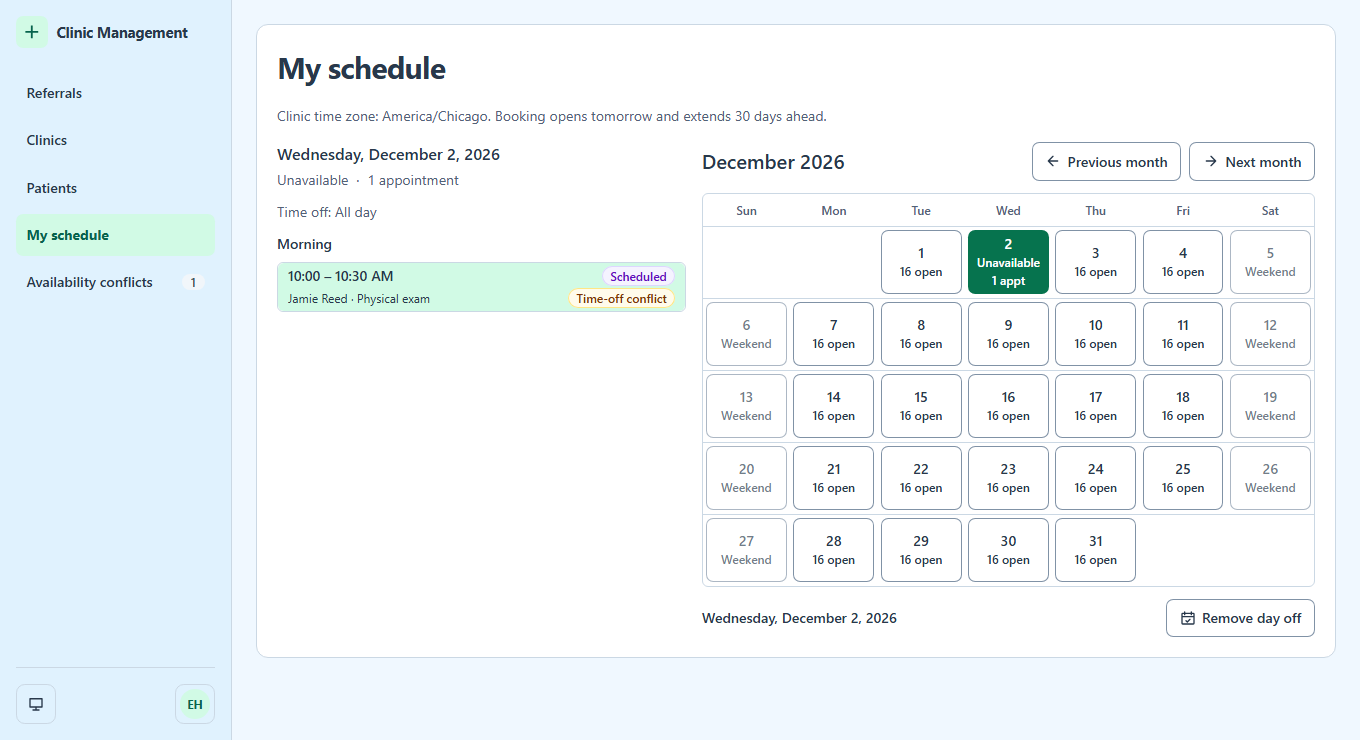 Clinic Management
Referrals
Clinics
Patients
My schedule
Availability conflicts 1
EH
My schedule
Clinic time zone: America/Chicago. Booking opens tomorrow and extends 30 days ahead.
Wednesday, December 2, 2026
Unavailable · 1 appointment
Time off: All day
Morning
10:00 – 10:30 AM Scheduled
Jamie Reed · Physical exam Time-off conflict
December 2026 Previous month Next month
Sun Mon Tue Wed Thu Fri Sat
1 2 3 4 5
16 open Unavailable 1 appt 16 open 16 open Weekend
6 7 8 9 10 11 12
Weekend 16 open 16 open 16 open 16 open 16 open Weekend
13 14 15 16 17 18 19
Weekend 16 open 16 open 16 open 16 open 16 open Weekend
20 21 22 23 24 25 26
Weekend 16 open 16 open 16 open 16 open 16 open Weekend
27 28 29 30 31
Weekend 16 open 16 open 16 open 16 open
Wednesday, December 2, 2026 Remove day off